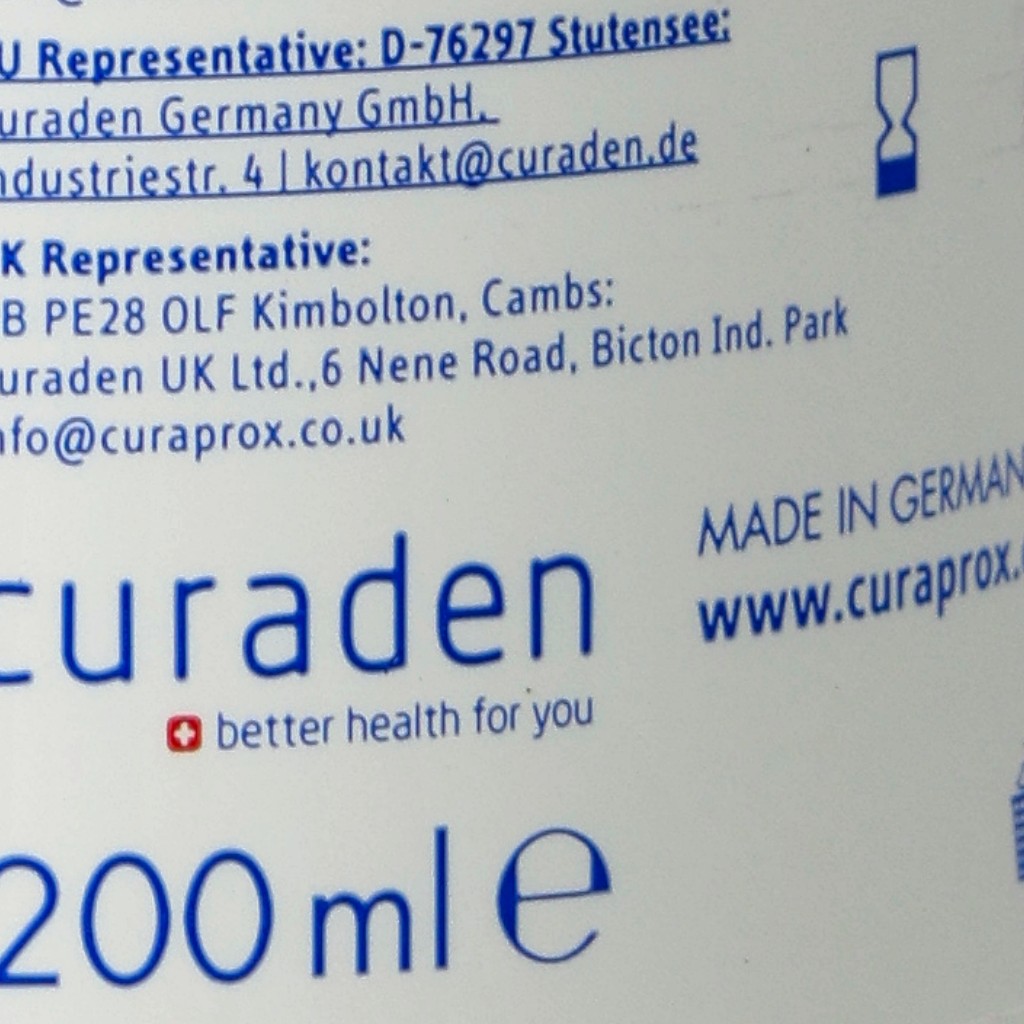 U Representative: D-76297 Stutensee:
uraden Germany GmbH,
ndustriestr. 4 | kontakt@curaden.de
K Representative:
B PE28 OLF Kimbolton, Cambs:
uraden UK Ltd.,6 Nene Road, Bicton Ind. Park
nfo@curaprox.co.uk
MADE IN GERMAN
www.curaprox.
curaden
better health for you
200 ml e